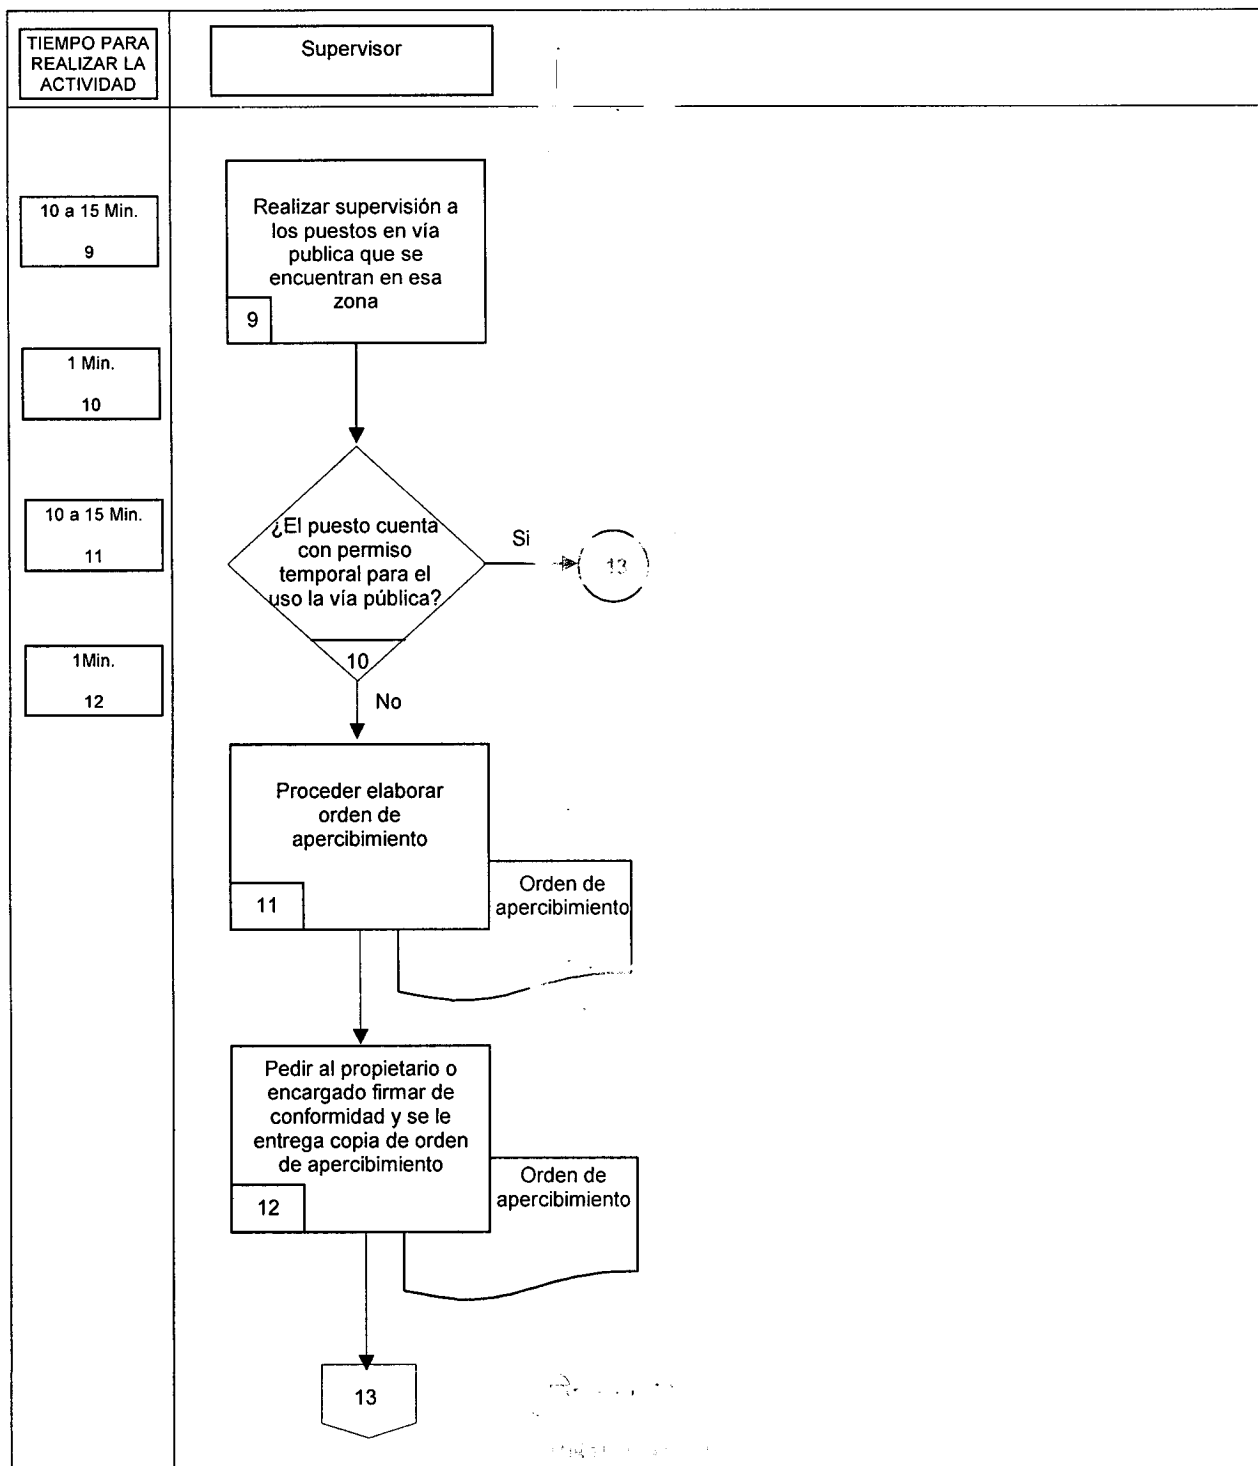 TIEMPO PARA
REALIZAR LA
ACTIVIDAD
Supervisor
10 a 15 Min.
9
Realizar supervisión a
los puestos en vía
publica que se
encuentran en esa
zona
9
1 Min.
10
10 a 15 Min.
11
¿El puesto cuenta
con permiso
temporal para el
uso la vía pública?
10
Si
13
No
1Min.
12
Proceder elaborar
orden de
apercibimiento
11
Orden de
apercibimiento
Pedir al propietario o
encargado firmar de
conformidad y se le
entrega copia de orden
de apercibimiento
12
Orden de
apercibimiento
13